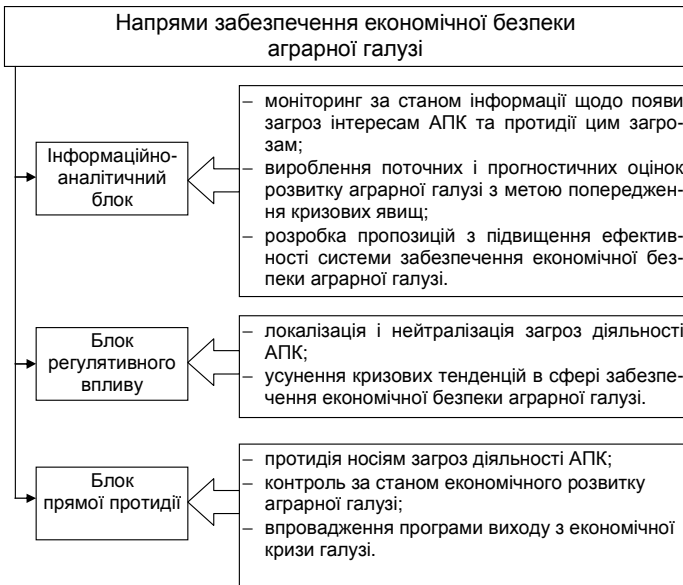 Напрями забезпечення економічної безпеки
аграрної галузі
Інформаційно-
аналітичний
блок
– моніторинг за станом інформації щодо появи
загроз інтересам АПК та протидії цим загро-
зам;
– вироблення поточних і прогностичних оцінок
розвитку аграрної галузі з метою попереджен-
ня кризових явищ;
– розробка пропозицій з підвищення ефектив-
ності системи забезпечення економічної без-
пеки аграрної галузі.
Блок
регулятивного
впливу
– локалізація і нейтралізація загроз діяльності
АПК;
– усунення кризових тенденцій в сфері забезпе-
чення економічної безпеки аграрної галузі.
Блок
прямої протидії
– протидія носіям загроз діяльності АПК;
– контроль за станом економічного розвитку
аграрної галузі;
– впровадження програми виходу з економічної
кризи галузі.